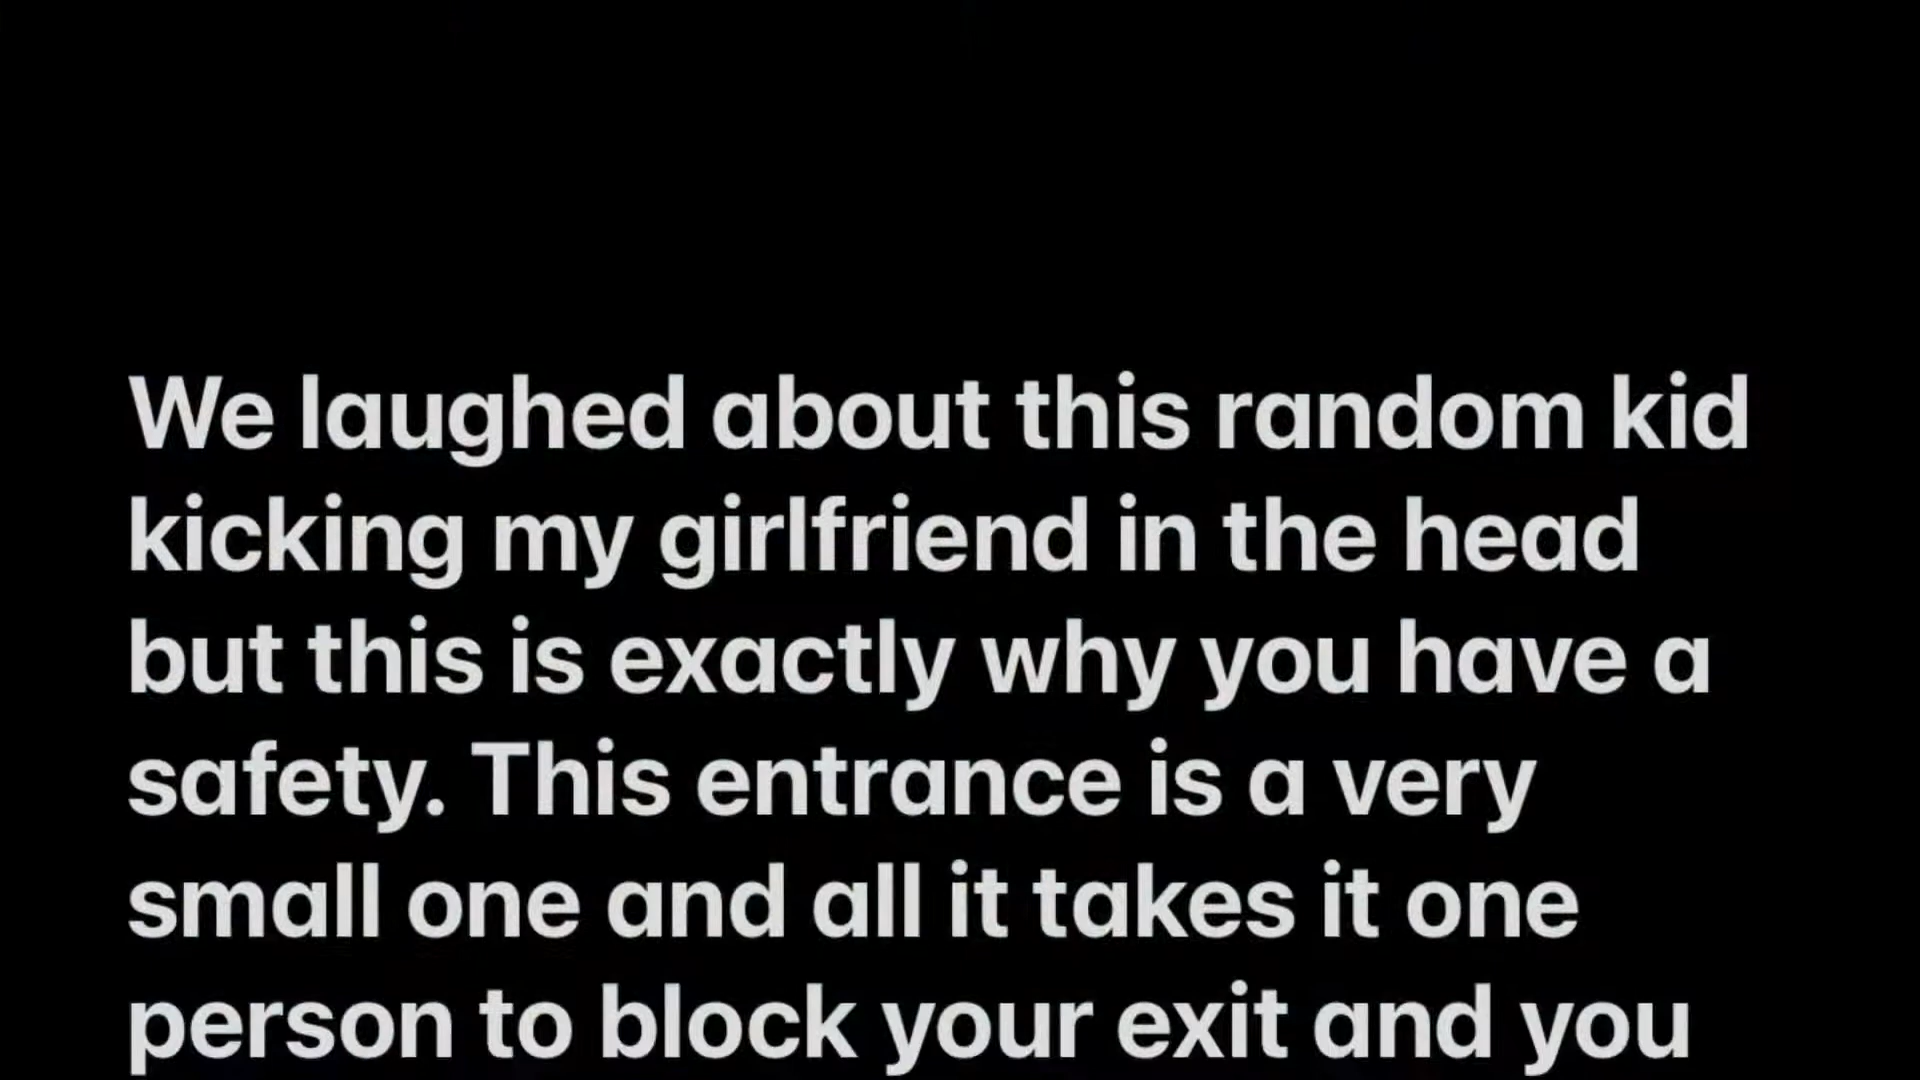 We laughed about this random kid
kicking my girlfriend in the head
but this is exactly why you have a
safety. This entrance is a very
small one and all it takes it one
person to block your exit and you